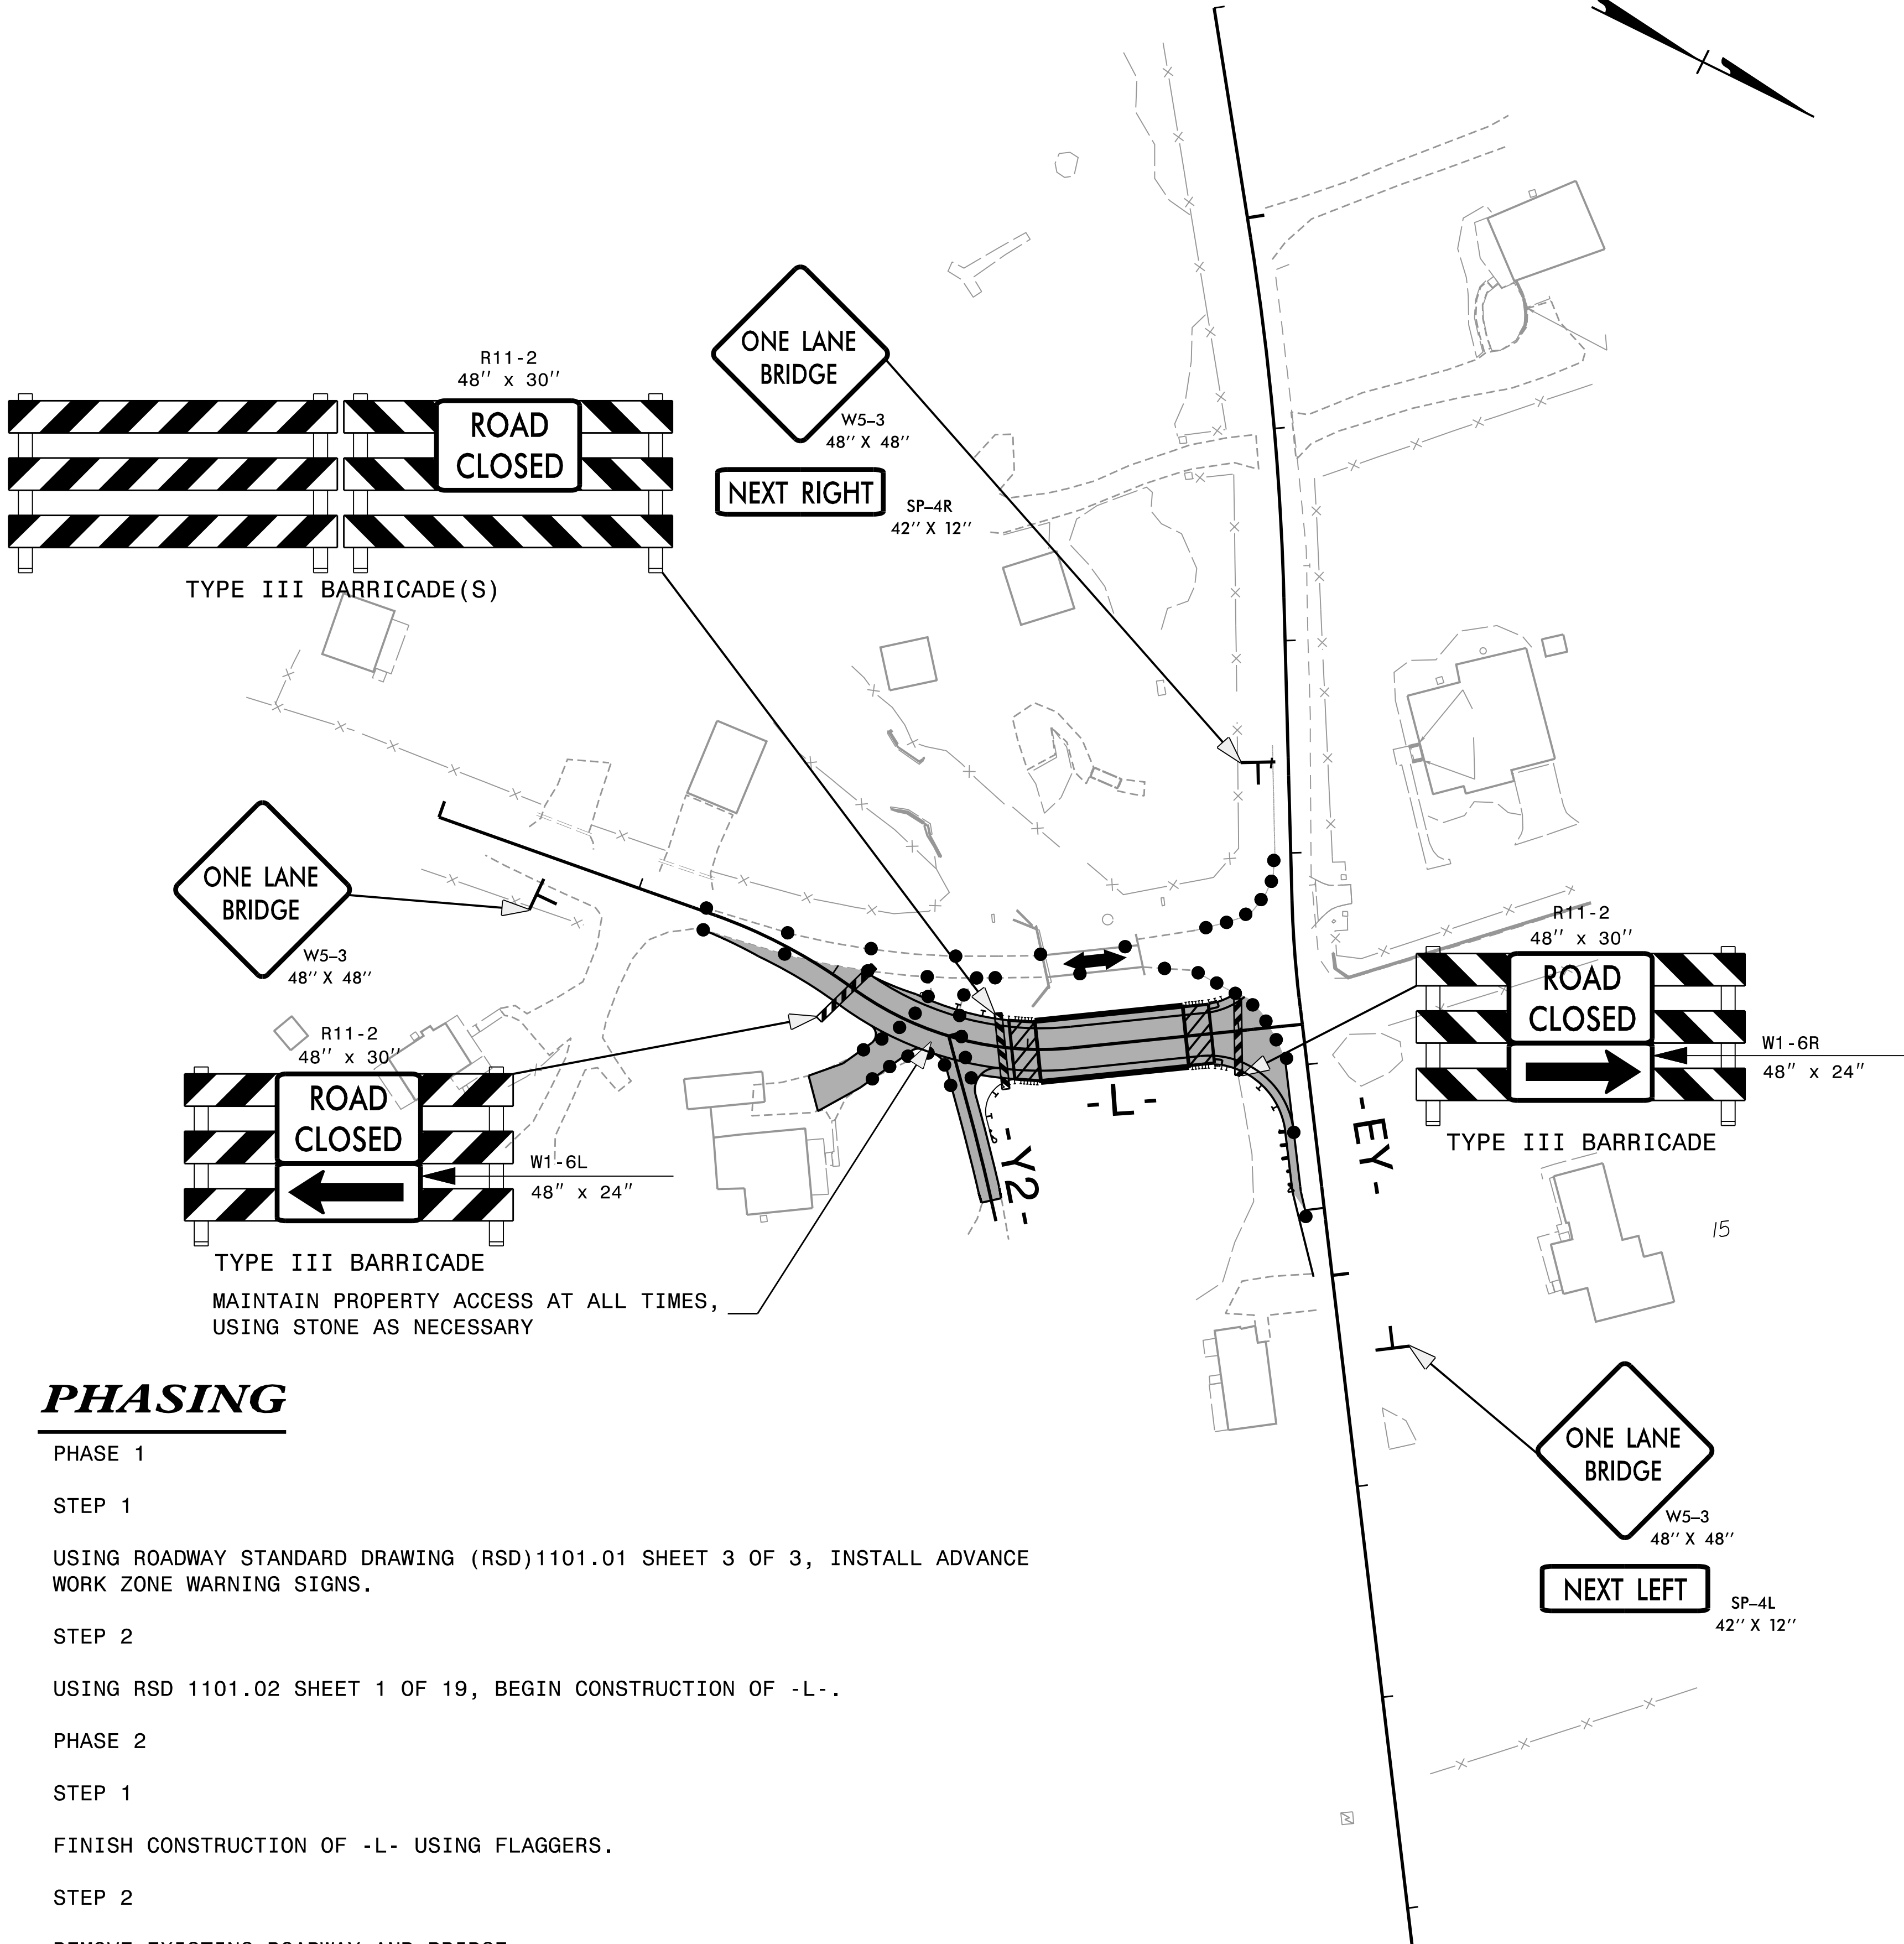 R11-2
48" x 30"
ROAD
CLOSED
TYPE III BARRICADE(S)
ONE LANE
BRIDGE
W5-3
48" X 48"
NEXT RIGHT
SP-4R
42" X 12"
ONE LANE
BRIDGE
W5-3
48" X 48"
R11-2
48" x 30"
ROAD
CLOSED
W1-6L
48" x 24"
TYPE III BARRICADE
MAINTAIN PROPERTY ACCESS AT ALL TIMES,
USING STONE AS NECESSARY
-L-
-Y2-
-EY-
R11-2
48" x 30"
ROAD
CLOSED
W1-6R
48" x 24"
TYPE III BARRICADE
15
ONE LANE
BRIDGE
W5-3
48" X 48"
NEXT LEFT
SP-4L
42" X 12"
PHASING
PHASE 1
STEP 1
USING ROADWAY STANDARD DRAWING (RSD)1101.01 SHEET 3 OF 3, INSTALL ADVANCE
WORK ZONE WARNING SIGNS.
STEP 2
USING RSD 1101.02 SHEET 1 OF 19, BEGIN CONSTRUCTION OF -L-.
PHASE 2
STEP 1
FINISH CONSTRUCTION OF -L- USING FLAGGERS.
STEP 2
REMOVE EXISTING ROADWAY AND BRIDGE